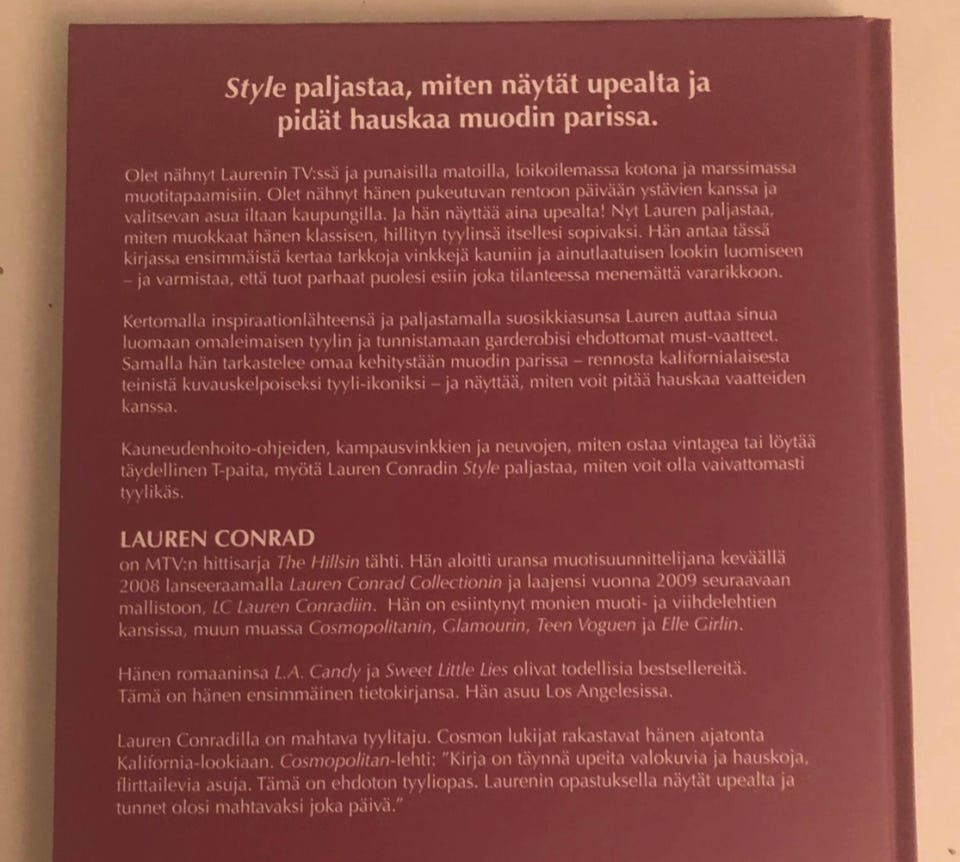 Style paljastaa, miten näytät upealta ja
pidät hauskaa muodin parissa.
Olet nähnyt Laurenin TV:ssä ja punaisilla matoilla, loikoilemassa kotona ja marssimassa
muotitapaamisiin. Olet nähnyt hänen pukeutuvan rentoon päivään ystävien kanssa ja
valitsevan asua iltaan kaupungilla. Ja hän näyttää aina upealta! Nyt Lauren paljastaa,
miten muokkaat hänen klassisen, hillityn tyylinsä itsellesi sopivaksi. Hän antaa tässä
kirjassa ensimmäistä kertaa tarkkoja vinkkejä kauniin ja ainutlaatuisen lookin luomiseen
– ja varmistaa, että tuot parhaat puolesi esiin joka tilanteessa menemättä vararikkoon.
Kertomalla inspiraationlähteensä ja paljastamalla suosikkiasunsa Lauren auttaa sinua
luomaan omaleimaisen tyylin ja tunnistamaan garderobisi ehdottomat must-vaatteet.
Samalla hän tarkastelee omaa kehitystään muodin parissa – rennosta kalifornialaisesta
teinistä kuvauskelpoiseksi tyyli-ikoniksi – ja näyttää, miten voit pitää hauskaa vaatteiden
kanssa.
Kauneudenhoito-ohjeiden, kampausvinkkien ja neuvojen, miten ostaa vintagea tai löytää
täydellinen T-paita, myötä Lauren Conradin Style paljastaa, miten voit olla vaivattomasti
tyylikäs.
LAUREN CONRAD
on MTV:n hittisarja The Hillsin tähti. Hän aloitti uransa muotisuunnittelijana keväällä
2008 lanseeraamalla Lauren Conrad Collectionin ja laajensi vuonna 2009 seuraavaan
mallistoon, LC Lauren Conradiin. Hän on esiintynyt monien muoti- ja viihdelehtien
kansissa, muun muassa Cosmopolitanin, Glamourin, Teen Voguen ja Elle Girlin.
Hänen romaaninsa L.A. Candy ja Sweet Little Lies olivat todellisia bestsellereitä.
Tämä on hänen ensimmäinen tietokirjansa. Hän asuu Los Angelesissa.
Lauren Conradilla on mahtava tyylitaju. Cosmon lukijat rakastavat hänen ajatonta
Kalifornia-lookiaan. Cosmopolitan-lehti: ”Kirja on täynnä upeita valokuvia ja hauskoja,
flirttailevia asuja. Tämä on ehdoton tyyliopas. Laurenin opastuksella näytät upealta ja
tunnet olosi mahtavaksi joka päivä.”